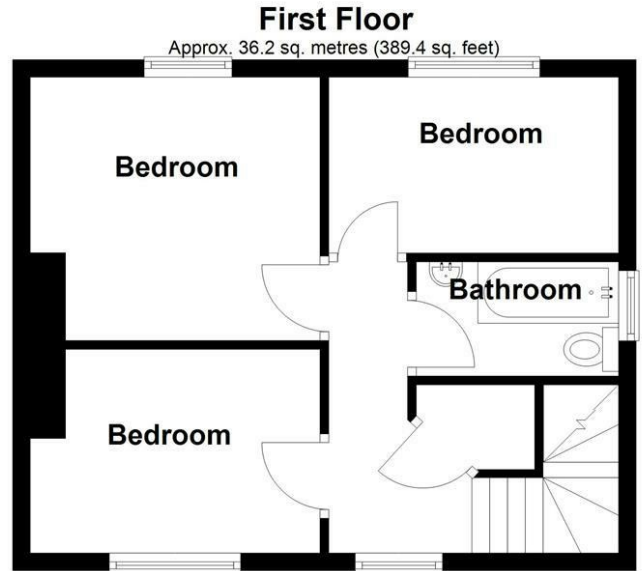 First Floor
Approx. 36.2 sq. metres (389.4 sq. feet)
Bedroom
Bedroom
Bathroom
Bedroom